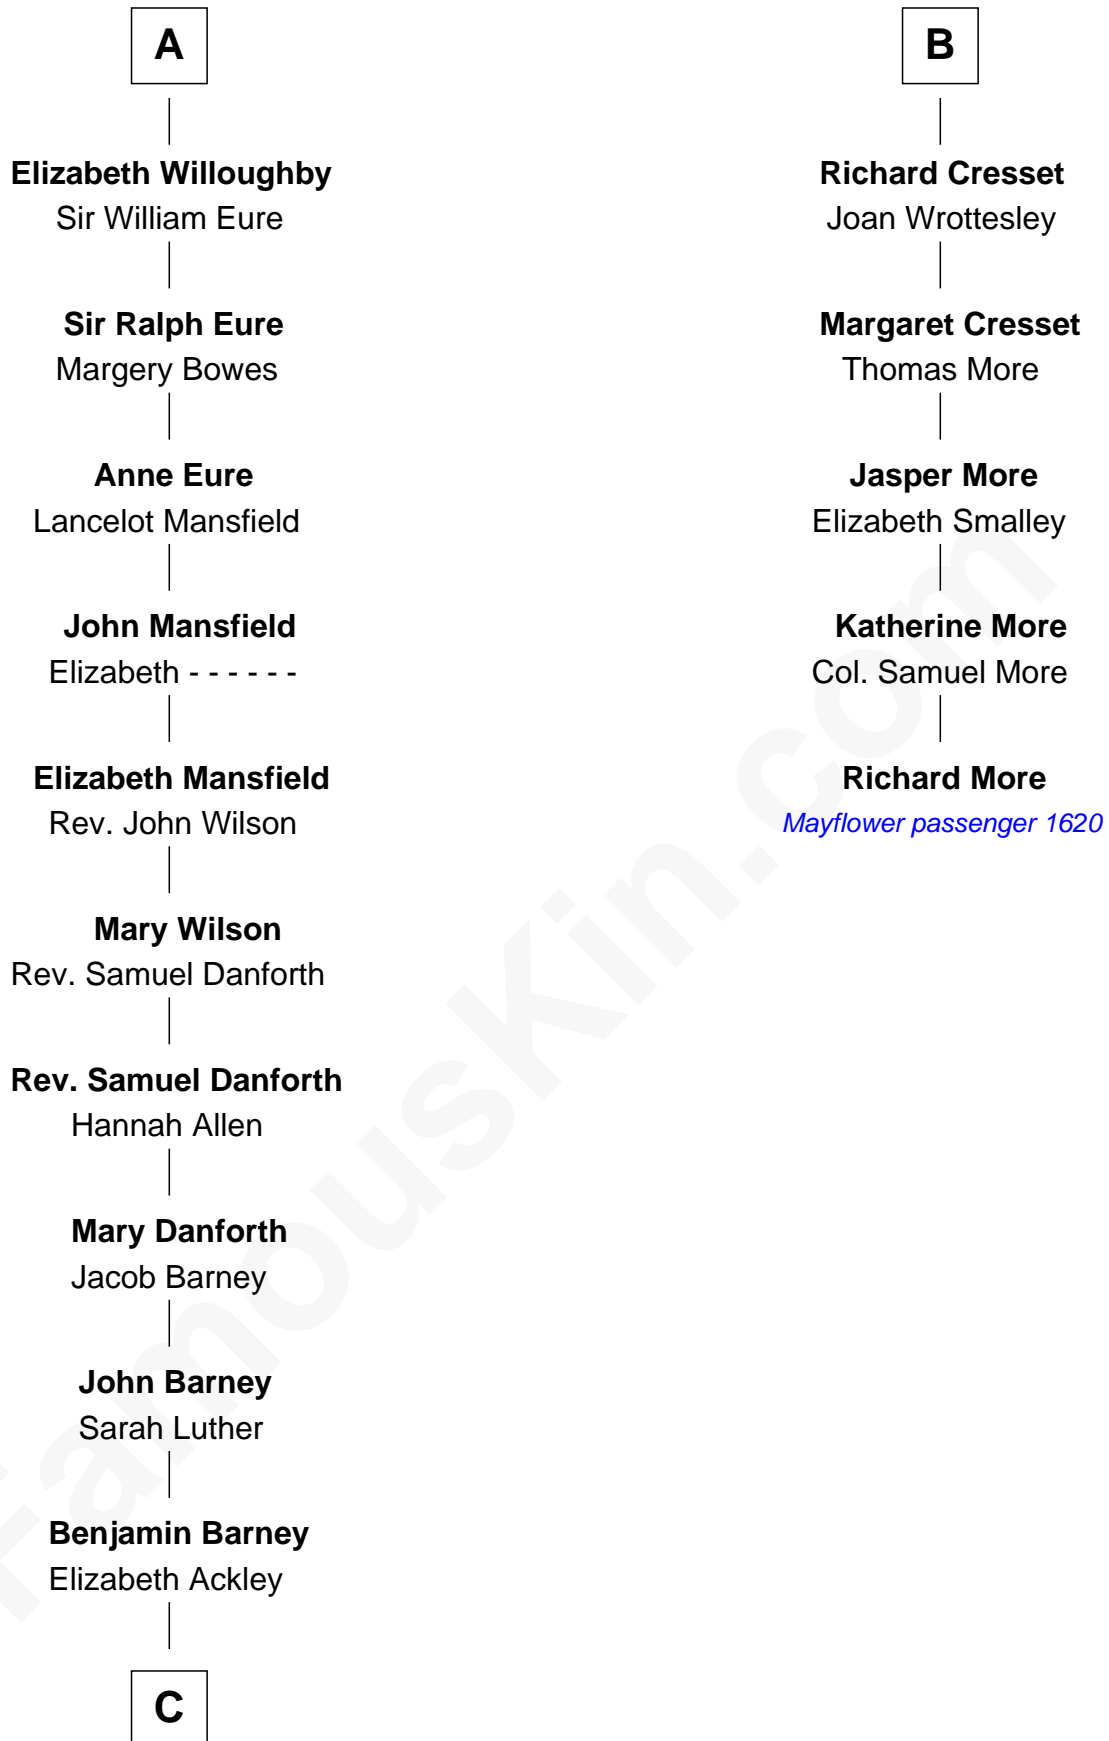 A
Elizabeth Willoughby
Sir William Eure
Sir Ralph Eure
Margery Bowes
Anne Eure
Lancelot Mansfield
John Mansfield
Elizabeth - - - - - -
Elizabeth Mansfield
Rev. John Wilson
Mary Wilson
Rev. Samuel Danforth
Rev. Samuel Danforth
Hannah Allen
Mary Danforth
Jacob Barney
John Barney
Sarah Luther
Benjamin Barney
Elizabeth Ackley
C
B
Richard Cresset
Joan Wrottesley
Margaret Cresset
Thomas More
Jasper More
Elizabeth Smalley
Katherine More
Col. Samuel More
Richard More
Mayflower passenger 1620
FamousKin.com